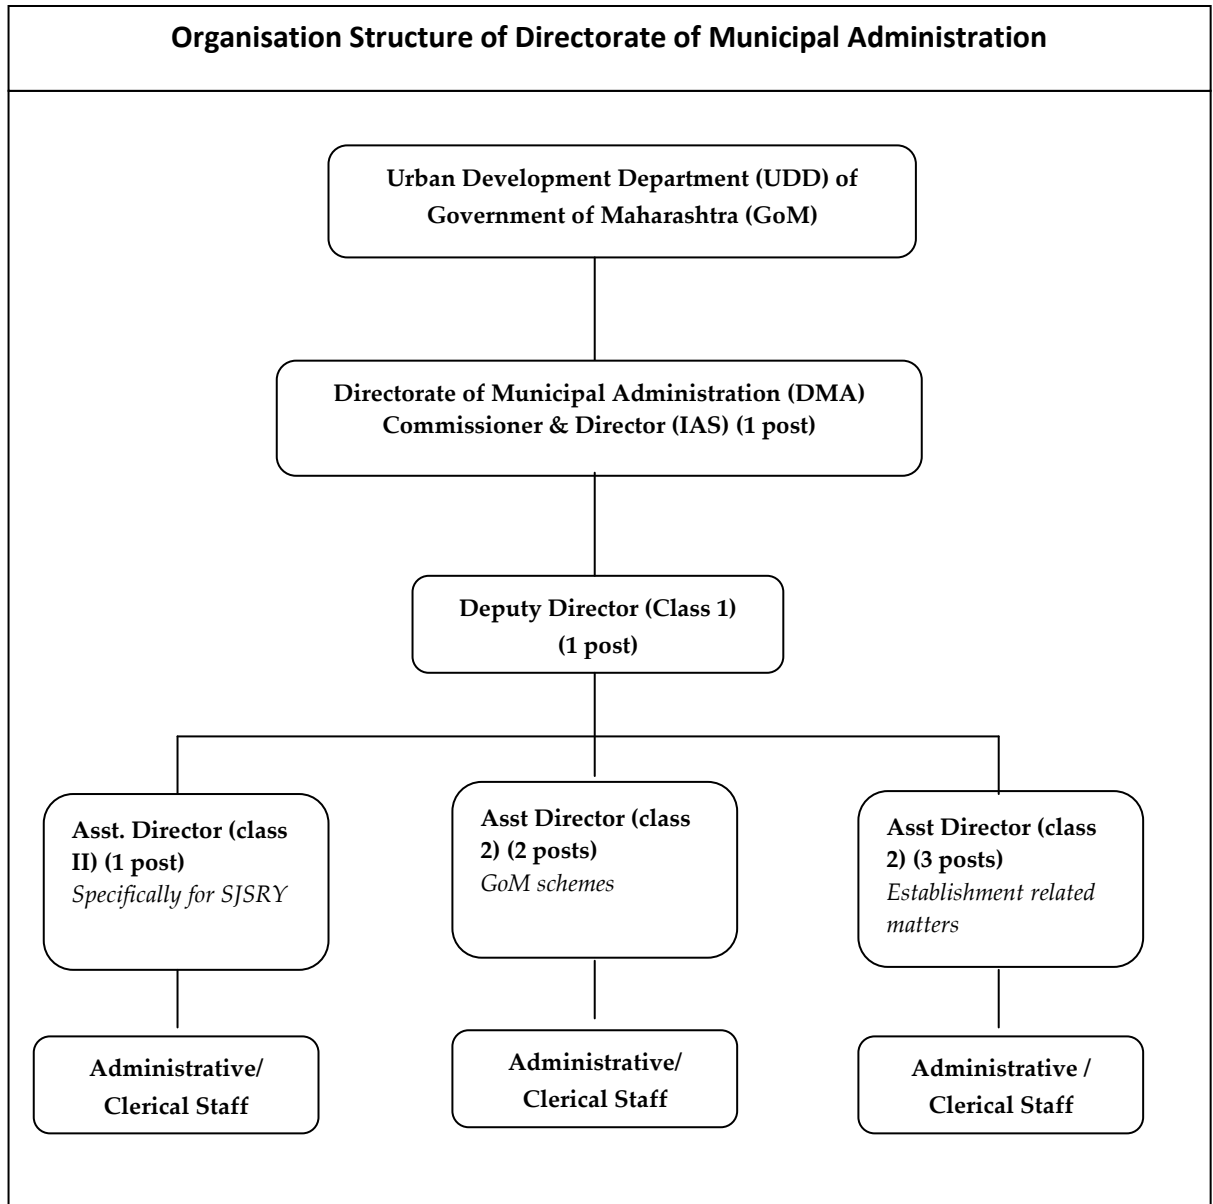 Organisation Structure of Directorate of Municipal Administration
Urban Development Department (UDD) of
Government of Maharashtra (GoM)
Directorate of Municipal Administration (DMA)
Commissioner & Director (IAS) (1 post)
Deputy Director (Class 1)
(1 post)
Asst. Director (class
II) (1 post)
Specifically for SJSRY
Asst Director (class
2) (2 posts)
GoM schemes
Asst Director (class
2) (3 posts)
Establishment related
matters
Administrative/
Clerical Staff
Administrative/
Clerical Staff
Administrative /
Clerical Staff